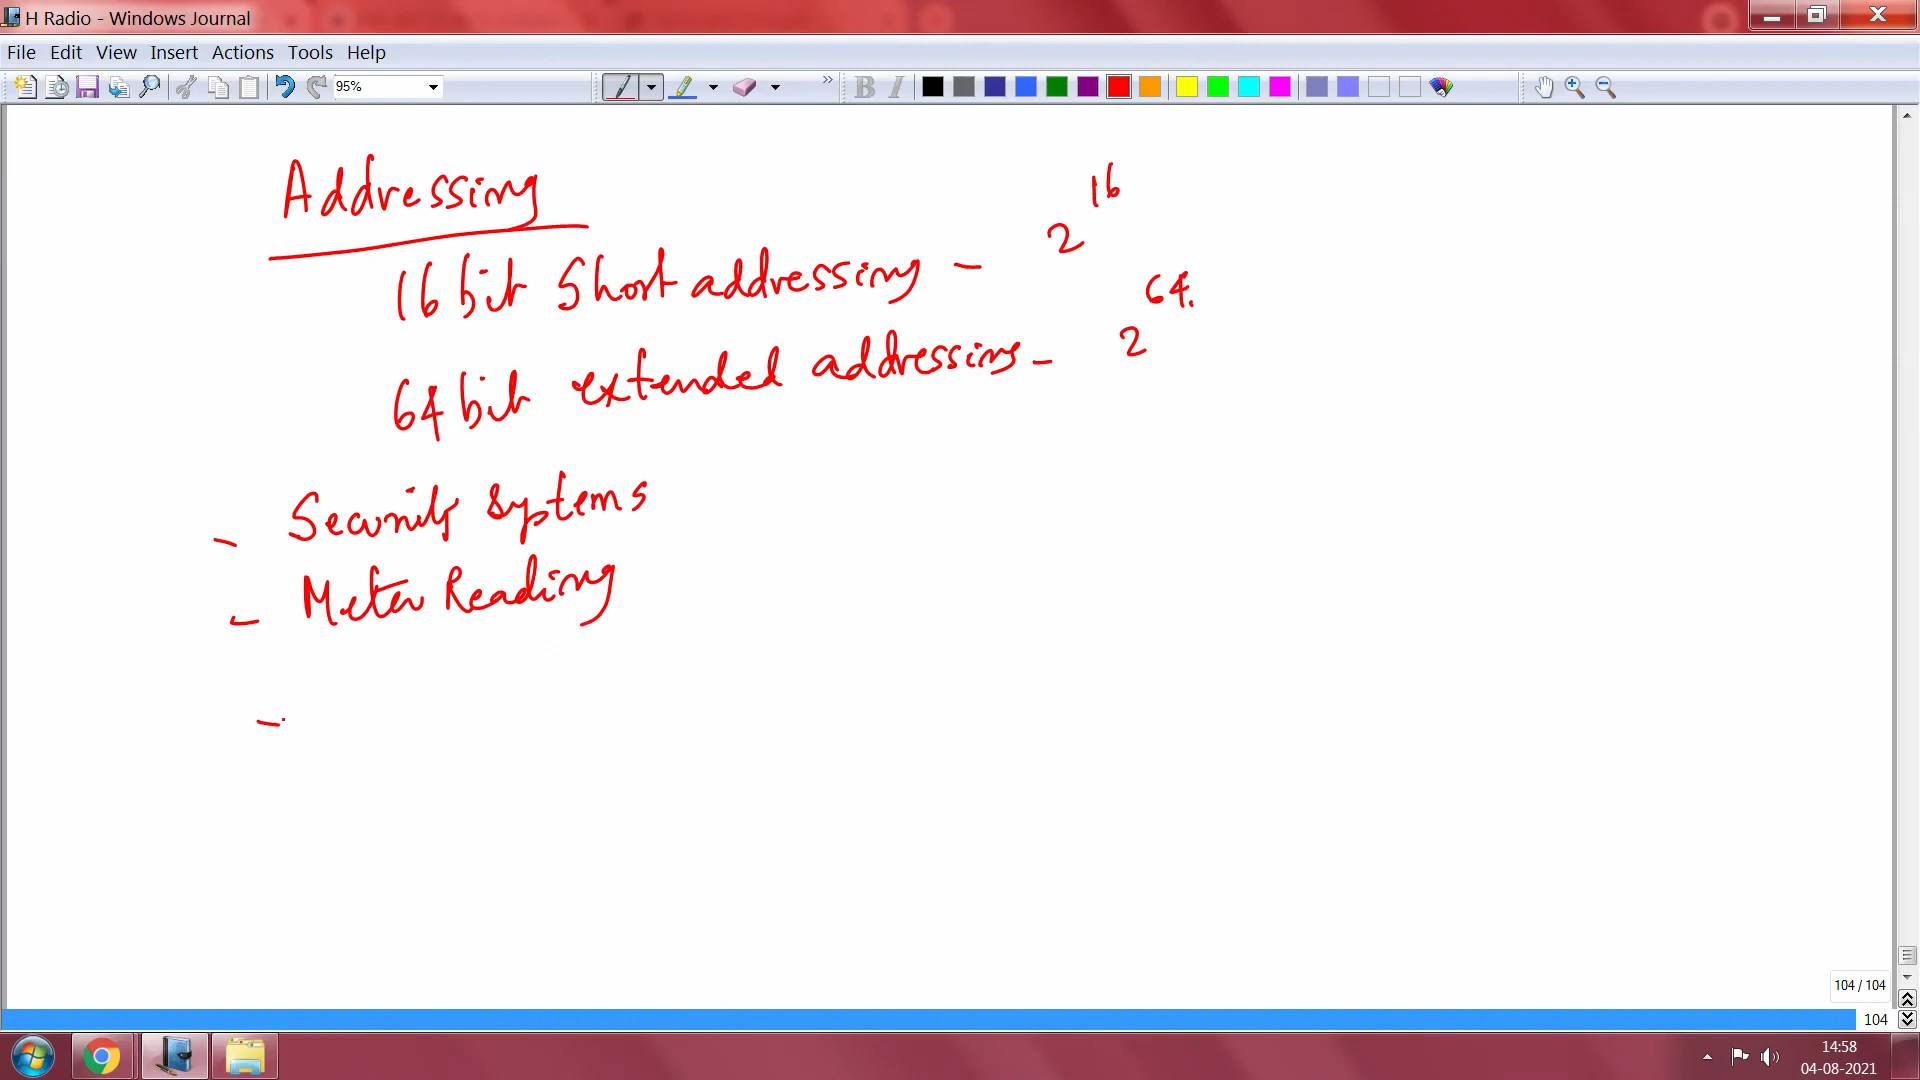 H Radio - Windows Journal
File Edit View Insert Actions Tools Help
95%
Addressing
16 bit Short addressing - 2^16
64 bit extended addressing - 2^64.
- Security systems
- Meter Reading
-
104 / 104
104
14:58
04-08-2021